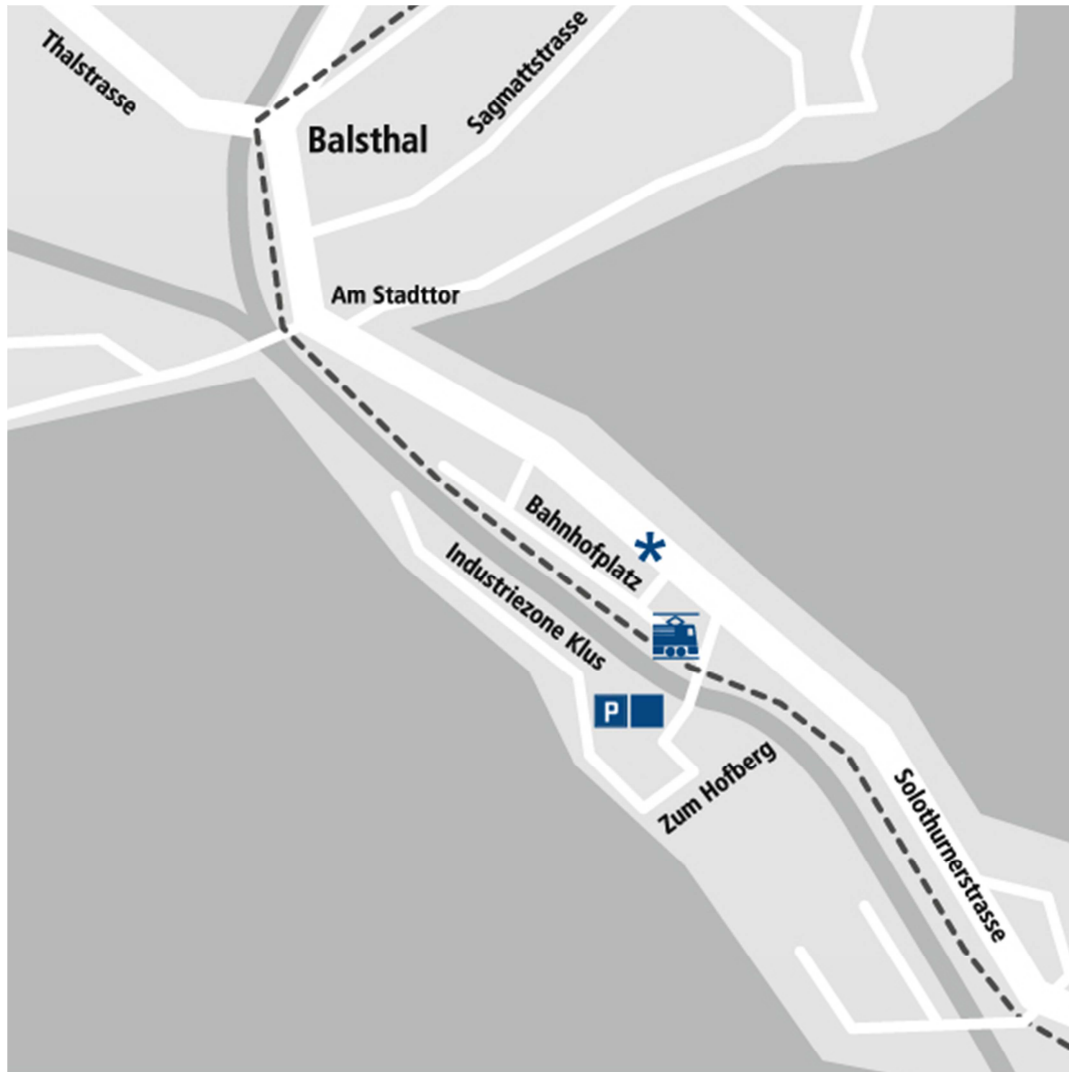 Thalstrasse
Sagmattstrasse
Balsthal
Am Stadttor
Bahnhofplatz
*
Industriezone Klus
P
Zum Hofberg
Solothurnerstrasse